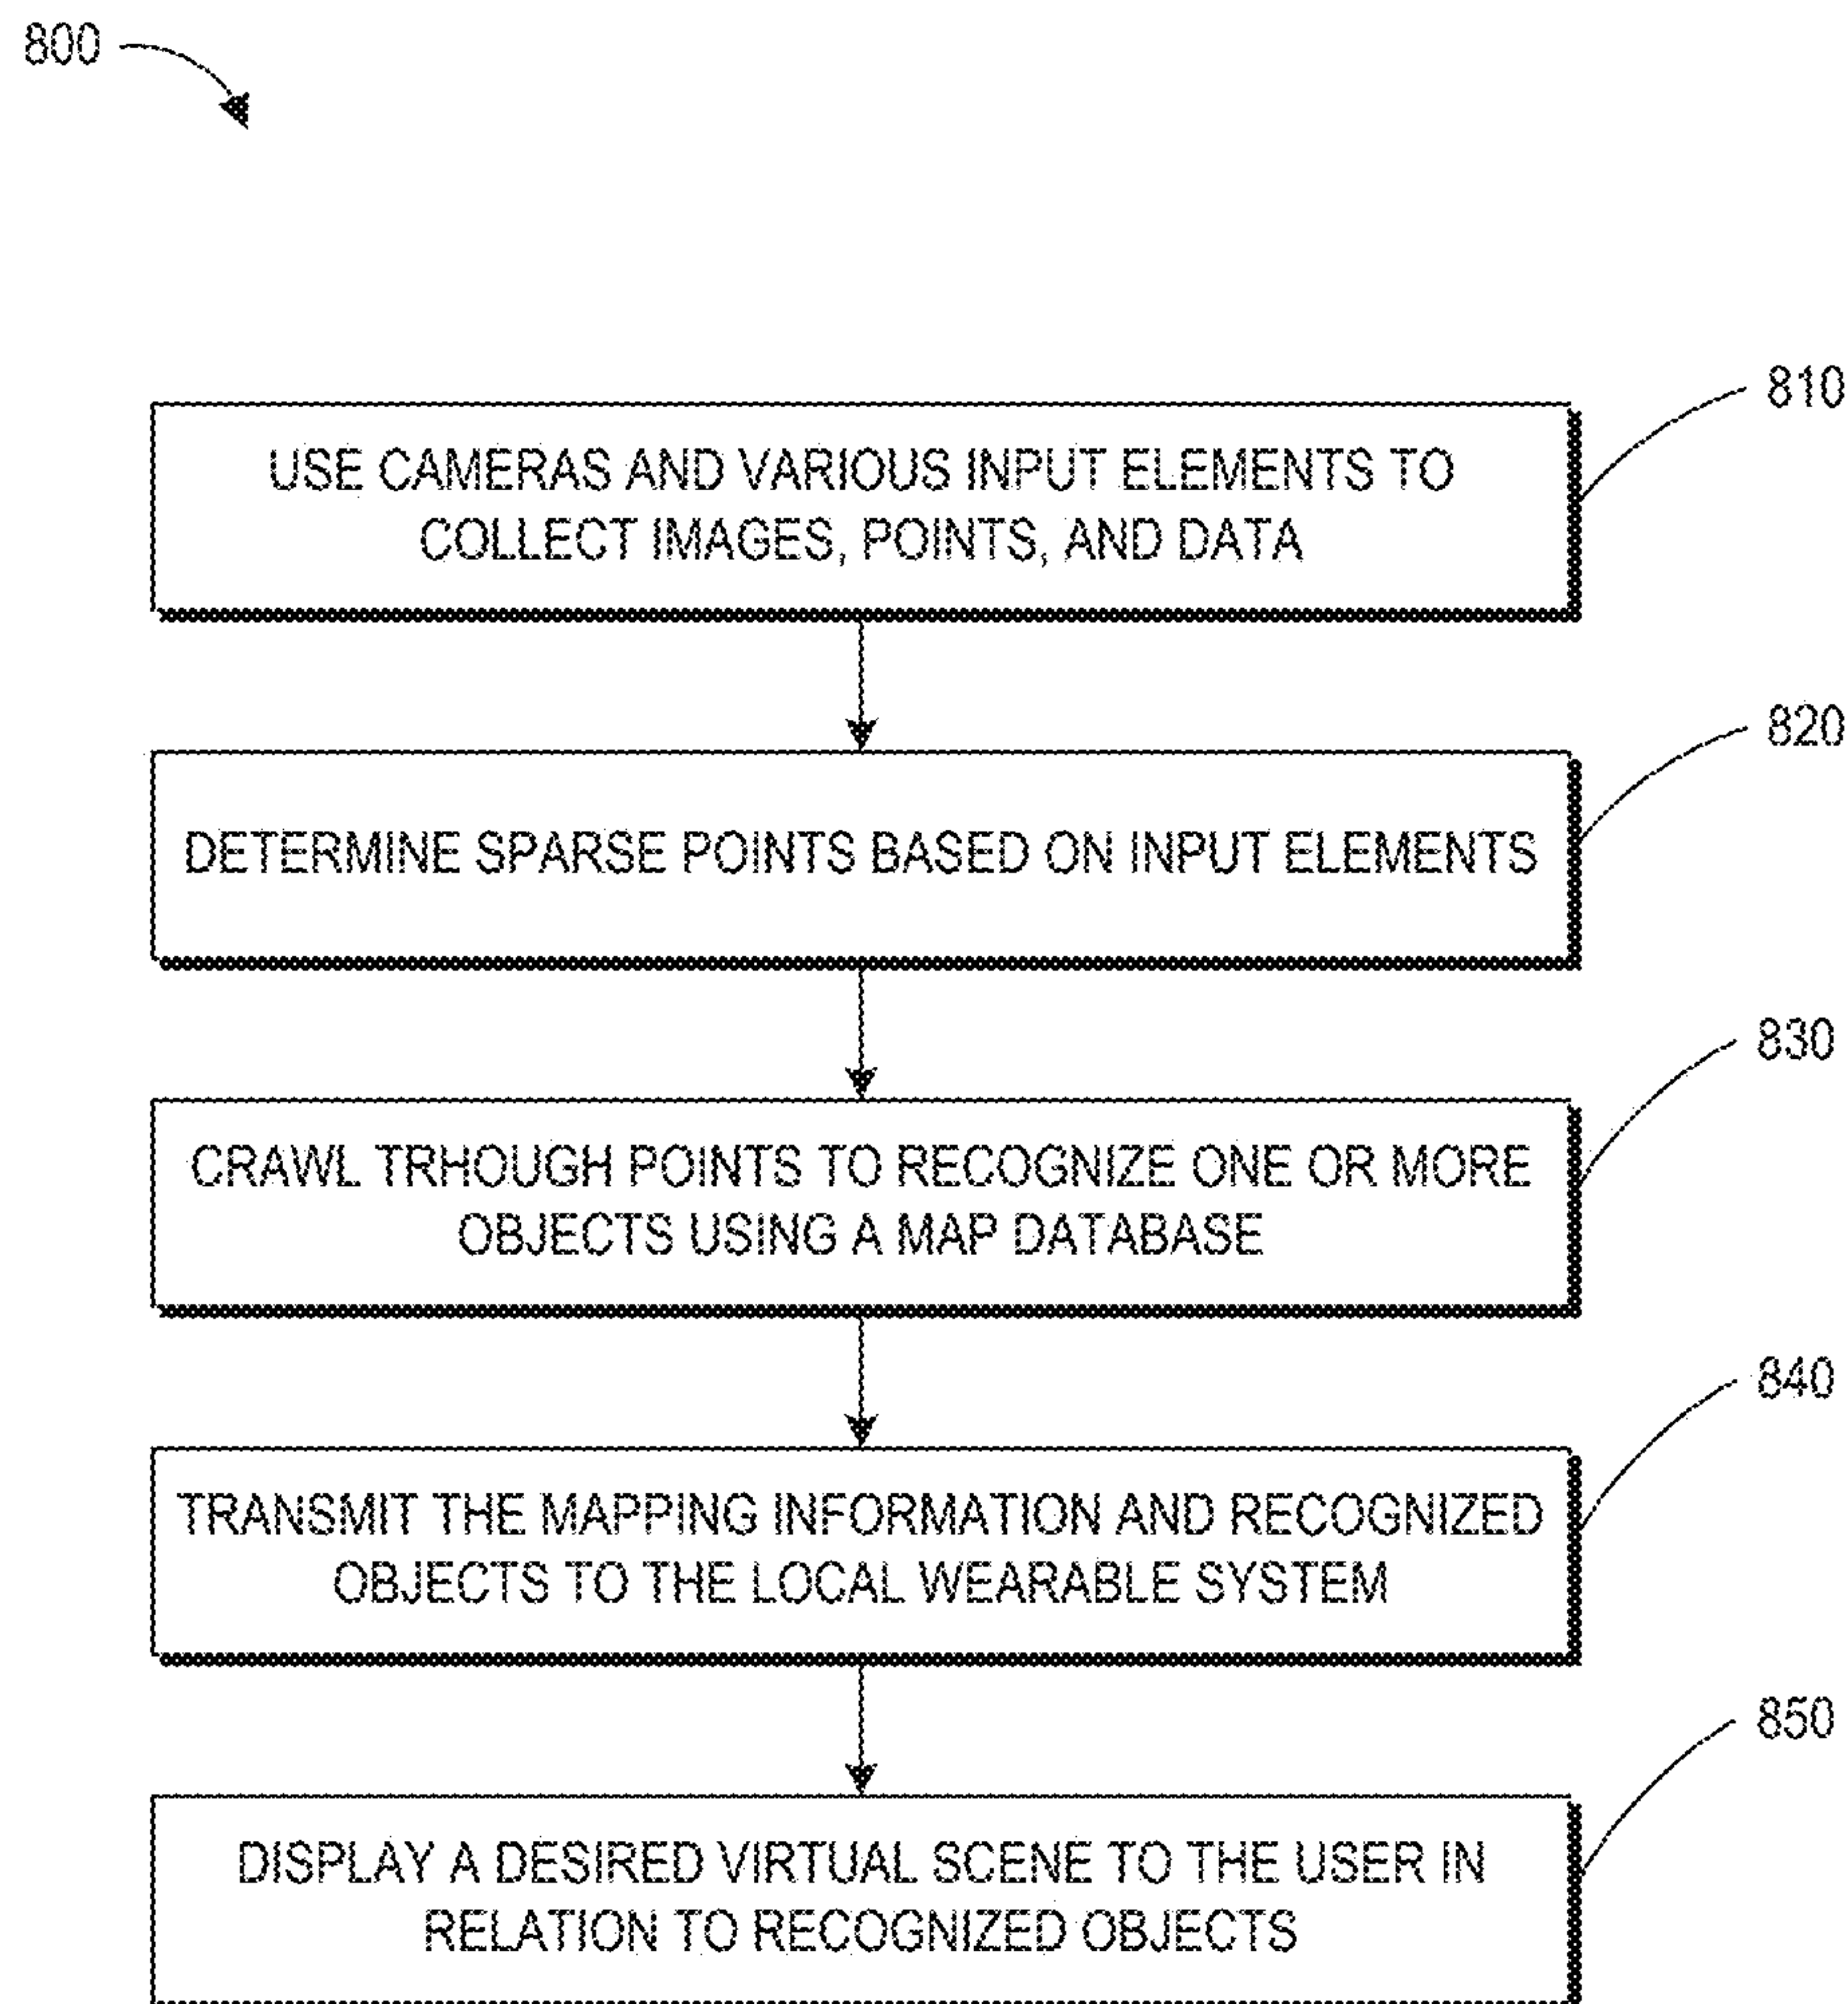 800
810
USE CAMERAS AND VARIOUS INPUT ELEMENTS TO
COLLECT IMAGES, POINTS, AND DATA
820
DETERMINE SPARSE POINTS BASED ON INPUT ELEMENTS
830
CRAWL TRHOUGH POINTS TO RECOGNIZE ONE OR MORE
OBJECTS USING A MAP DATABASE
840
TRANSMIT THE MAPPING INFORMATION AND RECOGNIZED
OBJECTS TO THE LOCAL WEARABLE SYSTEM
850
DISPLAY A DESIRED VIRTUAL SCENE TO THE USER IN
RELATION TO RECOGNIZED OBJECTS